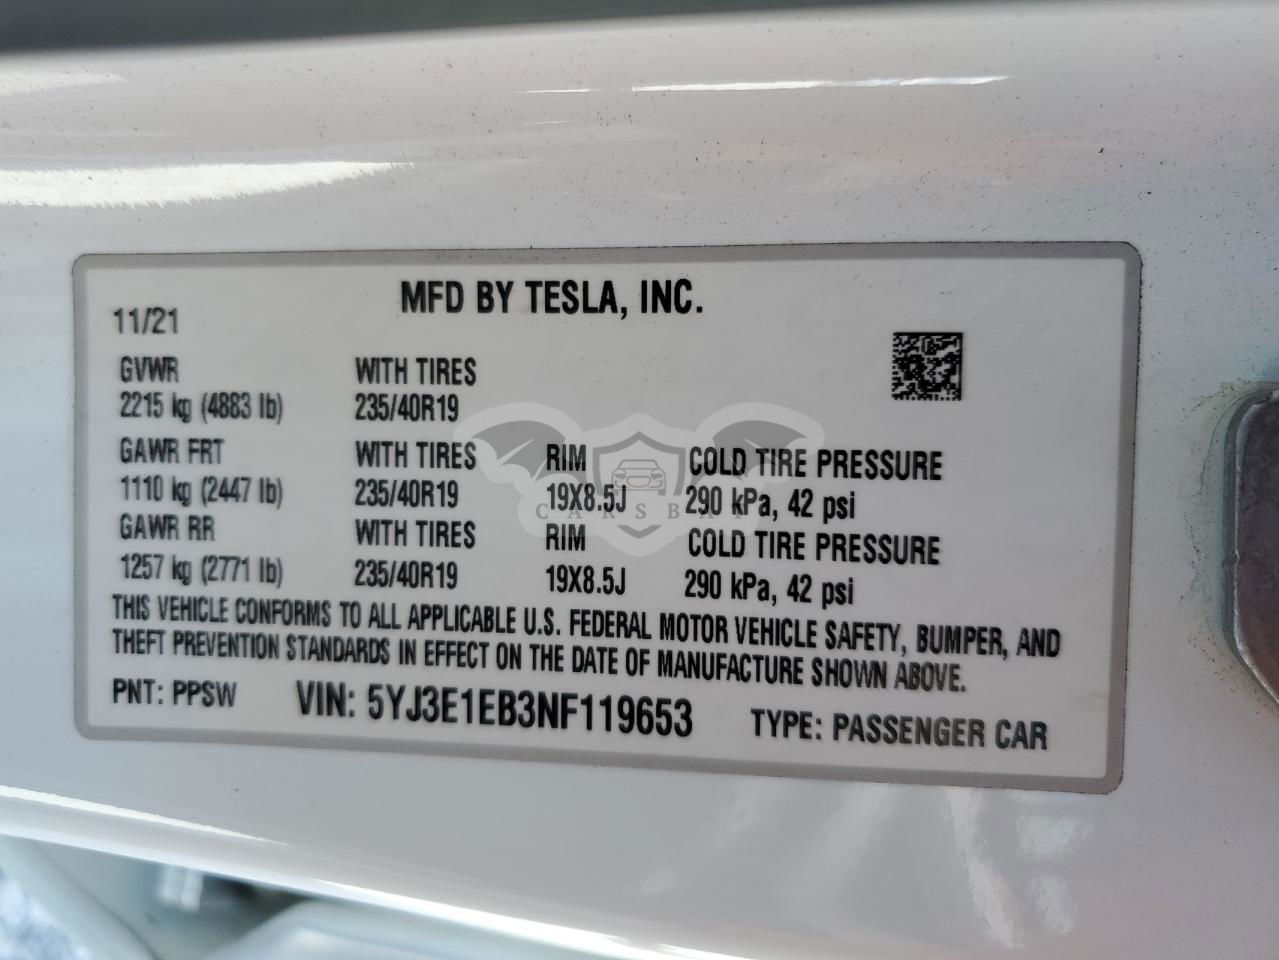 MFD BY TESLA, INC.
11/21
GVWR WITH TIRES
2215 kg (4883 lb) 235/40R19
GAWR FRT WITH TIRES RIM COLD TIRE PRESSURE
1110 kg (2447 lb) 235/40R19 19X8.5J 290 kPa, 42 psi
CARSBAT
GAWR RR WITH TIRES RIM COLD TIRE PRESSURE
1257 kg (2771 lb) 235/40R19 19X8.5J 290 kPa, 42 psi
THIS VEHICLE CONFORMS TO ALL APPLICABLE U.S. FEDERAL MOTOR VEHICLE SAFETY, BUMPER, AND
THEFT PREVENTION STANDARDS IN EFFECT ON THE DATE OF MANUFACTURE SHOWN ABOVE.
PNT: PPSW VIN: 5YJ3E1EB3NF119653 TYPE: PASSENGER CAR